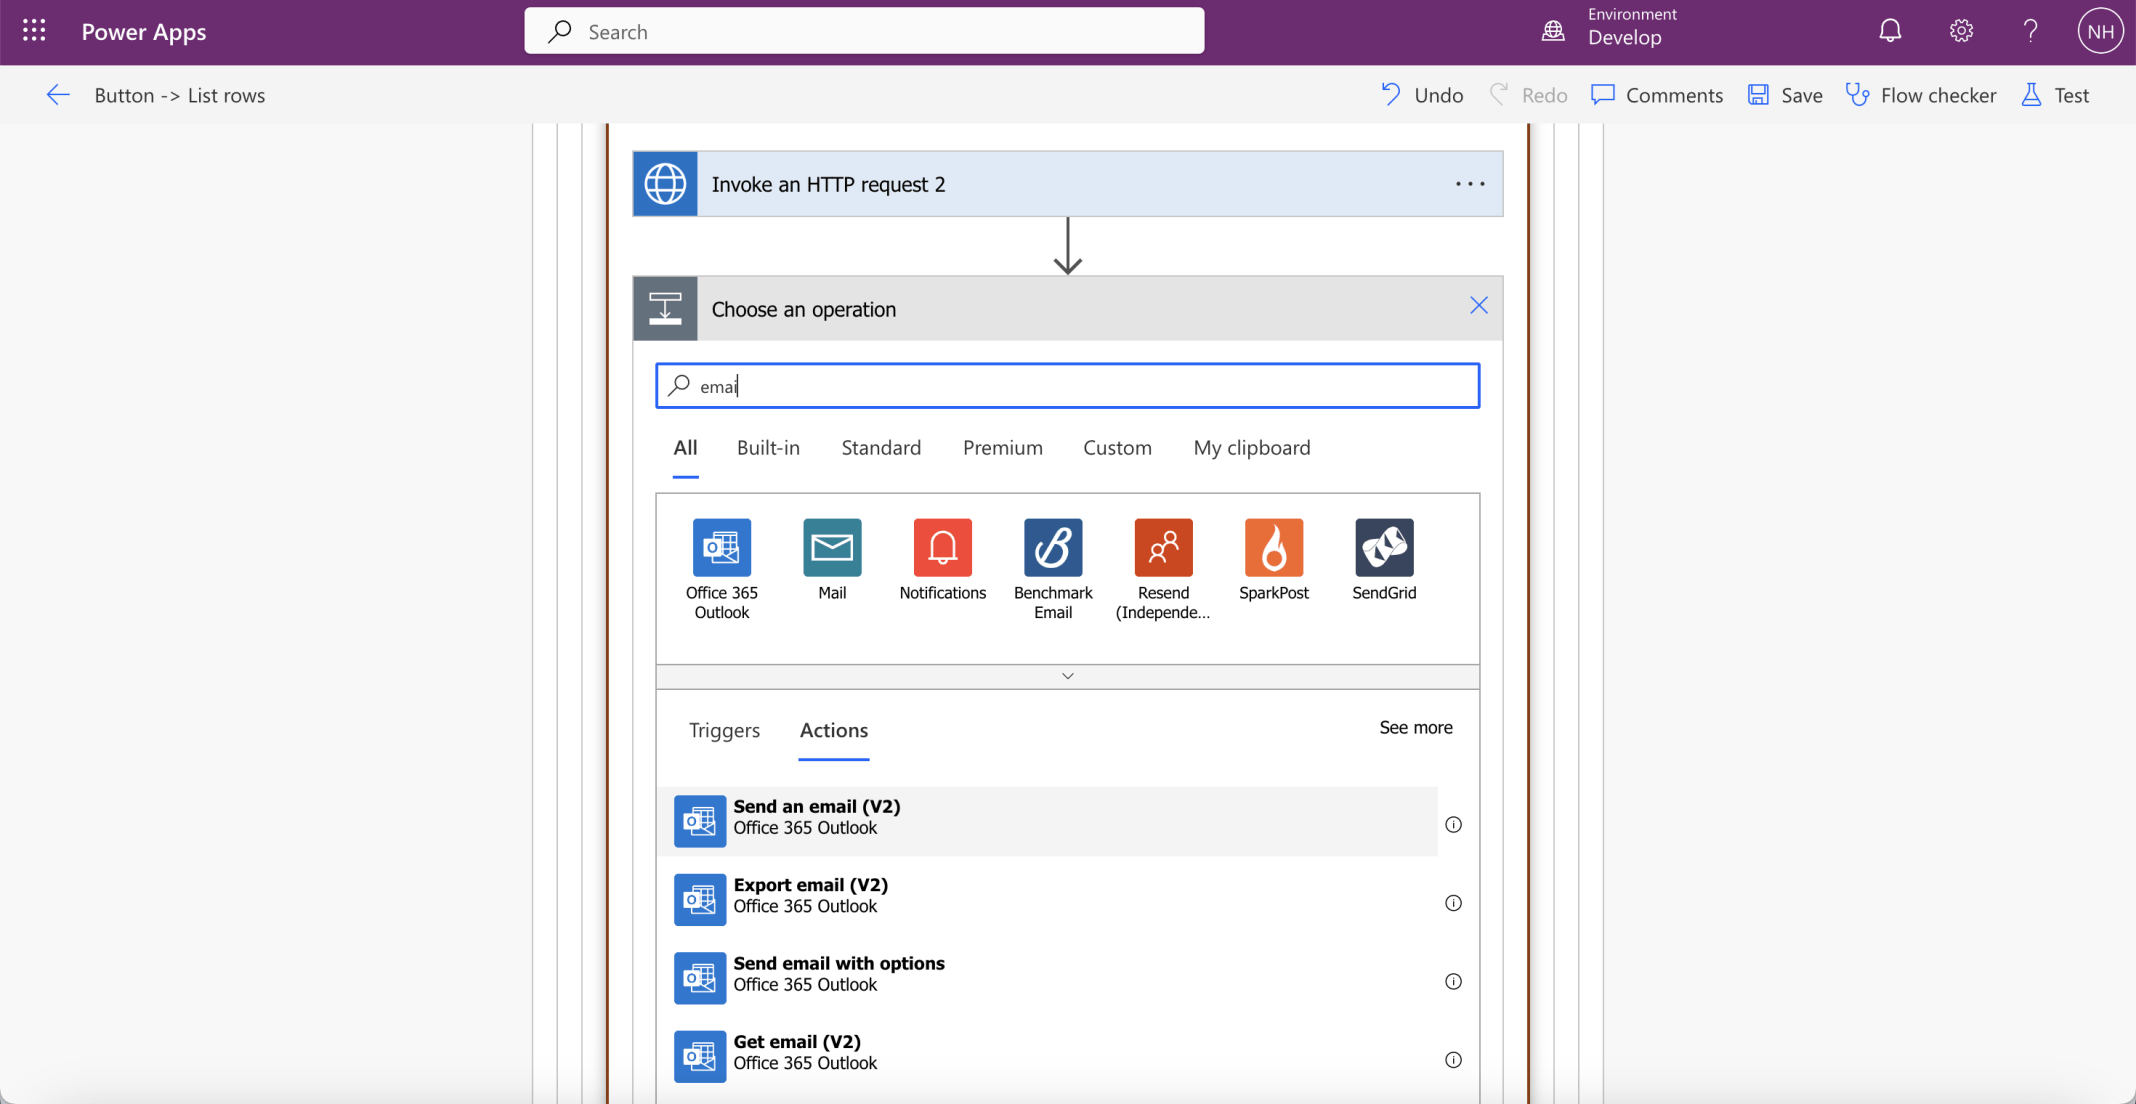 Power Apps
Search
Environment
Develop
NH
Button -> List rows
Undo
Redo
Comments
Save
Flow checker
Test
Invoke an HTTP request 2
Choose an operation
emai
All
Built-in
Standard
Premium
Custom
My clipboard
Office 365
Outlook
Mail
Notifications
Benchmark
Email
Resend
(Independe...
SparkPost
SendGrid
Triggers
Actions
See more
Send an email (V2)
Office 365 Outlook
Export email (V2)
Office 365 Outlook
Send email with options
Office 365 Outlook
Get email (V2)
Office 365 Outlook